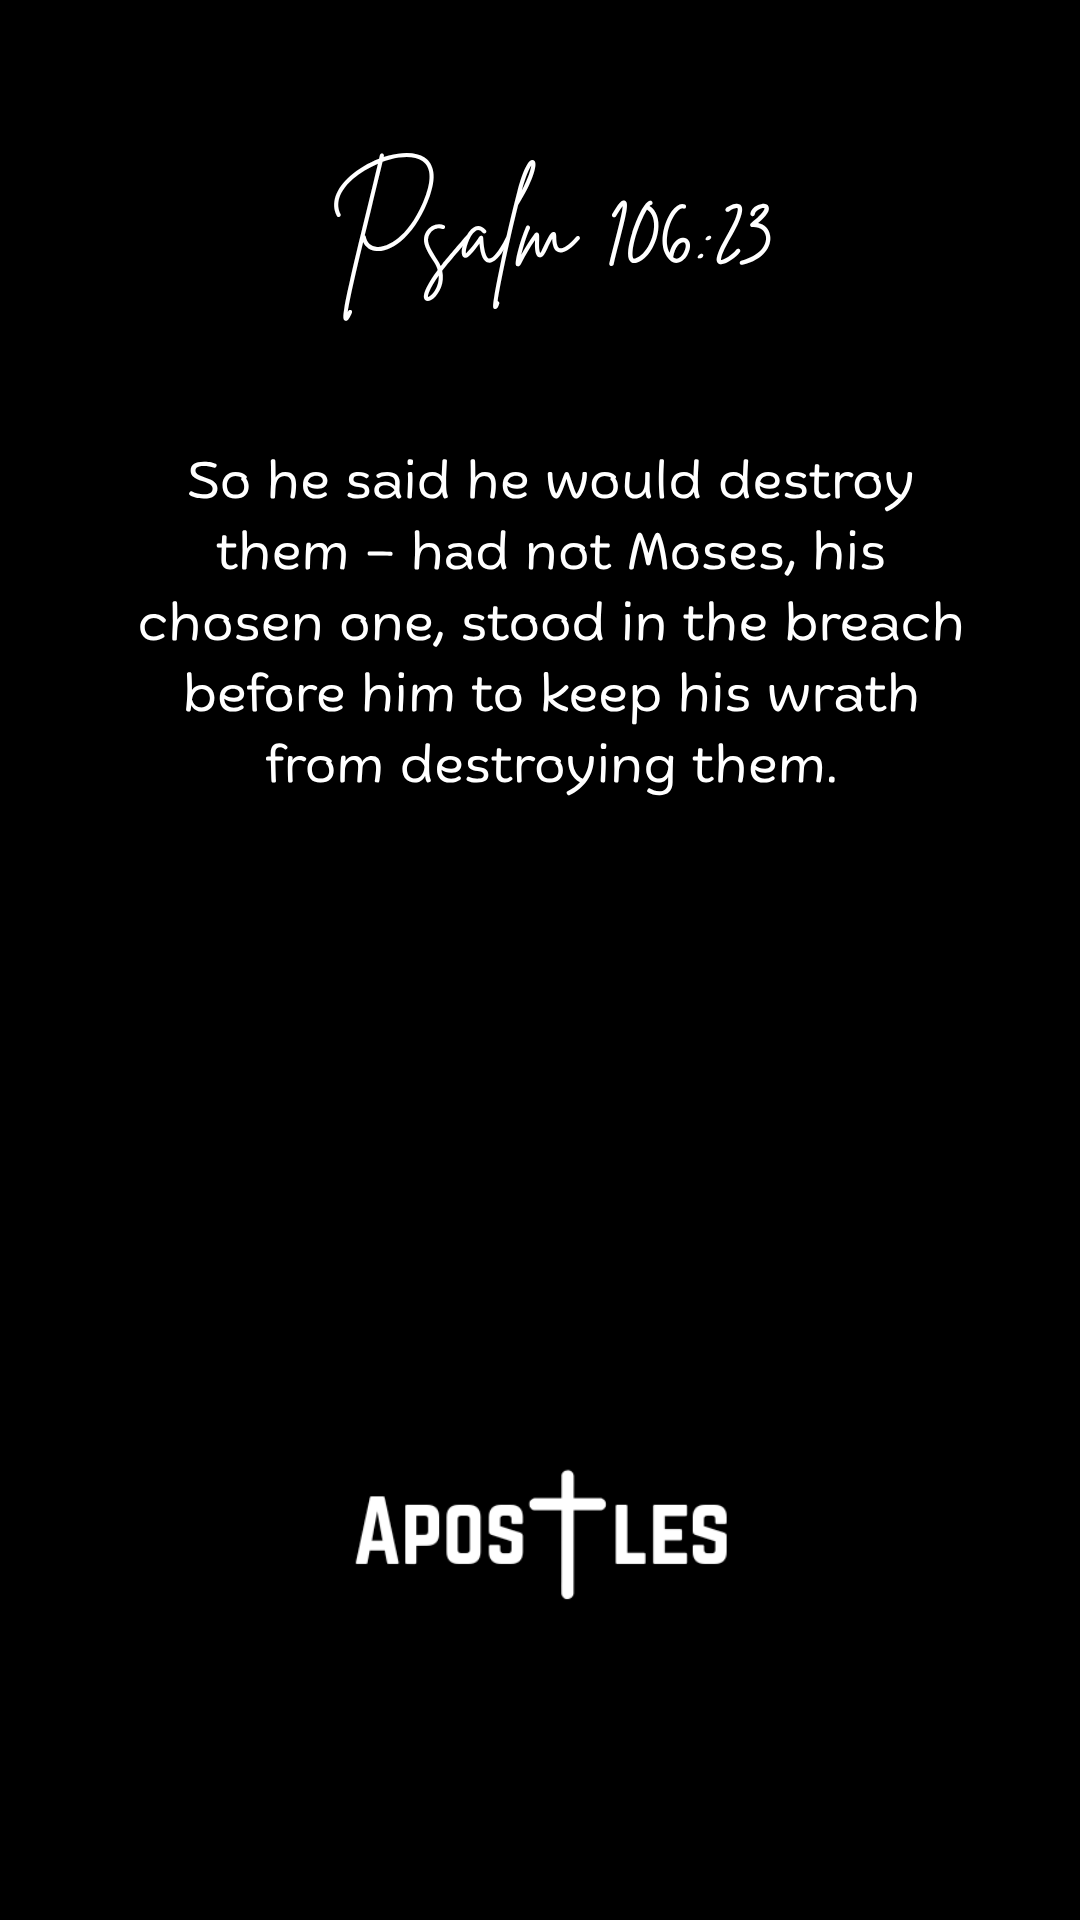 Psalm 106:23
So he said he would destroy
them – had not Moses, his
chosen one, stood in the breach
before him to keep his wrath
from destroying them.
APOSTLES